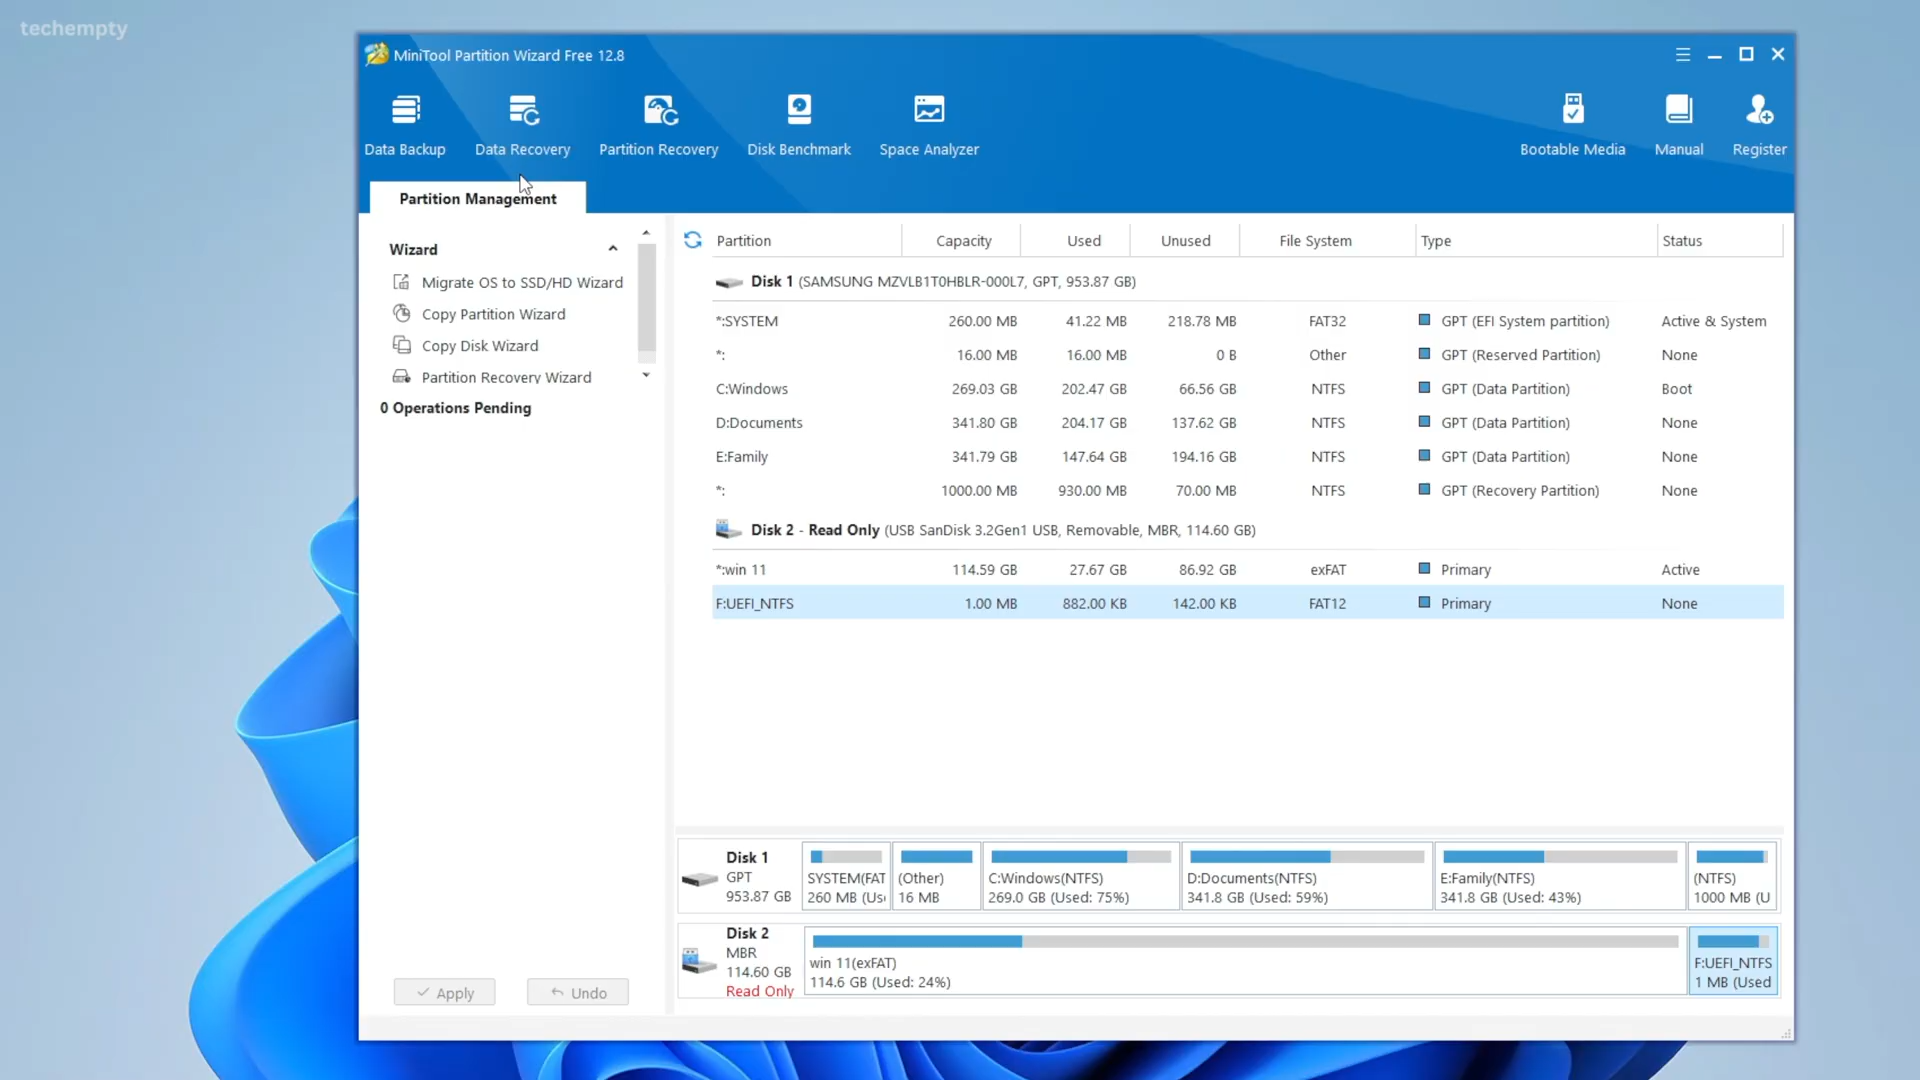 techempty
MiniTool Partition Wizard Free 12.8
Data Backup Data Recovery Partition Recovery Disk Benchmark Space Analyzer Bootable Media Manual Register
Partition Management
Wizard
Migrate OS to SSD/HD Wizard
Copy Partition Wizard
Copy Disk Wizard
Partition Recovery Wizard
0 Operations Pending
Apply Undo
Partition Capacity Used Unused File System Type Status
Disk 1 (SAMSUNG MZVLB1T0HBLR-000L7, GPT, 953.87 GB)
*:SYSTEM 260.00 MB 41.22 MB 218.78 MB FAT32 GPT (EFI System partition) Active & System
*: 16.00 MB 16.00 MB 0 B Other GPT (Reserved Partition) None
C:Windows 269.03 GB 202.47 GB 66.56 GB NTFS GPT (Data Partition) Boot
D:Documents 341.80 GB 204.17 GB 137.62 GB NTFS GPT (Data Partition) None
E:Family 341.79 GB 147.64 GB 194.16 GB NTFS GPT (Data Partition) None
*: 1000.00 MB 930.00 MB 70.00 MB NTFS GPT (Recovery Partition) None
Disk 2 - Read Only (USB SanDisk 3.2Gen1 USB, Removable, MBR, 114.60 GB)
*:win 11 114.59 GB 27.67 GB 86.92 GB exFAT Primary Active
F:UEFI_NTFS 1.00 MB 882.00 KB 142.00 KB FAT12 Primary None
Disk 1
GPT
953.87 GB
SYSTEM(FAT
260 MB (Us
(Other)
16 MB
C:Windows(NTFS)
269.0 GB (Used: 75%)
D:Documents(NTFS)
341.8 GB (Used: 59%)
E:Family(NTFS)
341.8 GB (Used: 43%)
(NTFS)
1000 MB (U
Disk 2
MBR
114.60 GB
Read Only
win 11(exFAT)
114.6 GB (Used: 24%)
F:UEFI_NTFS
1 MB (Used